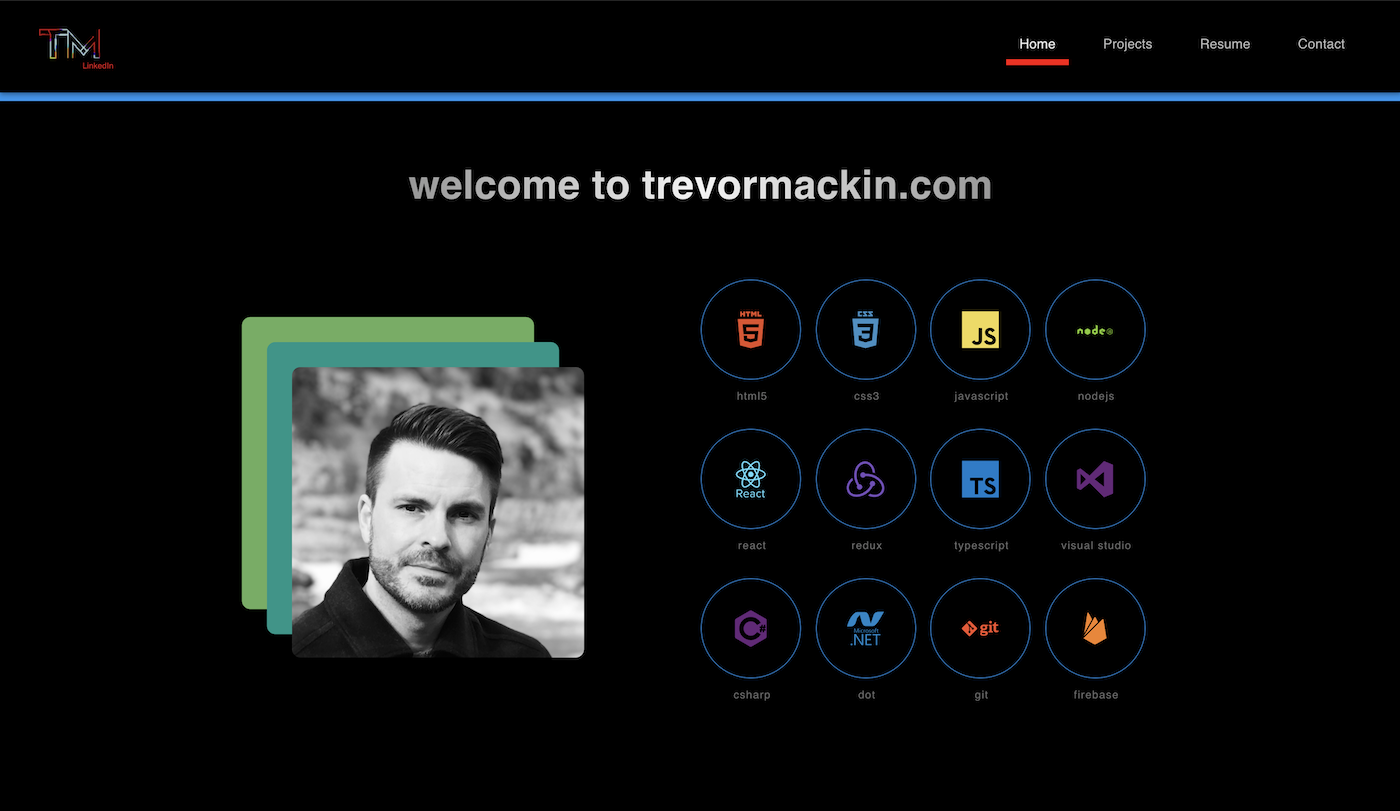 TM
LinkedIn
Home Projects Resume Contact
welcome to trevormackin.com
HTML
5
CSS
3
JS
node
html5 css3 javascript nodejs
React
TS
react redux typescript visual studio
C#
Microsoft
.NET
git
csharp dot git firebase